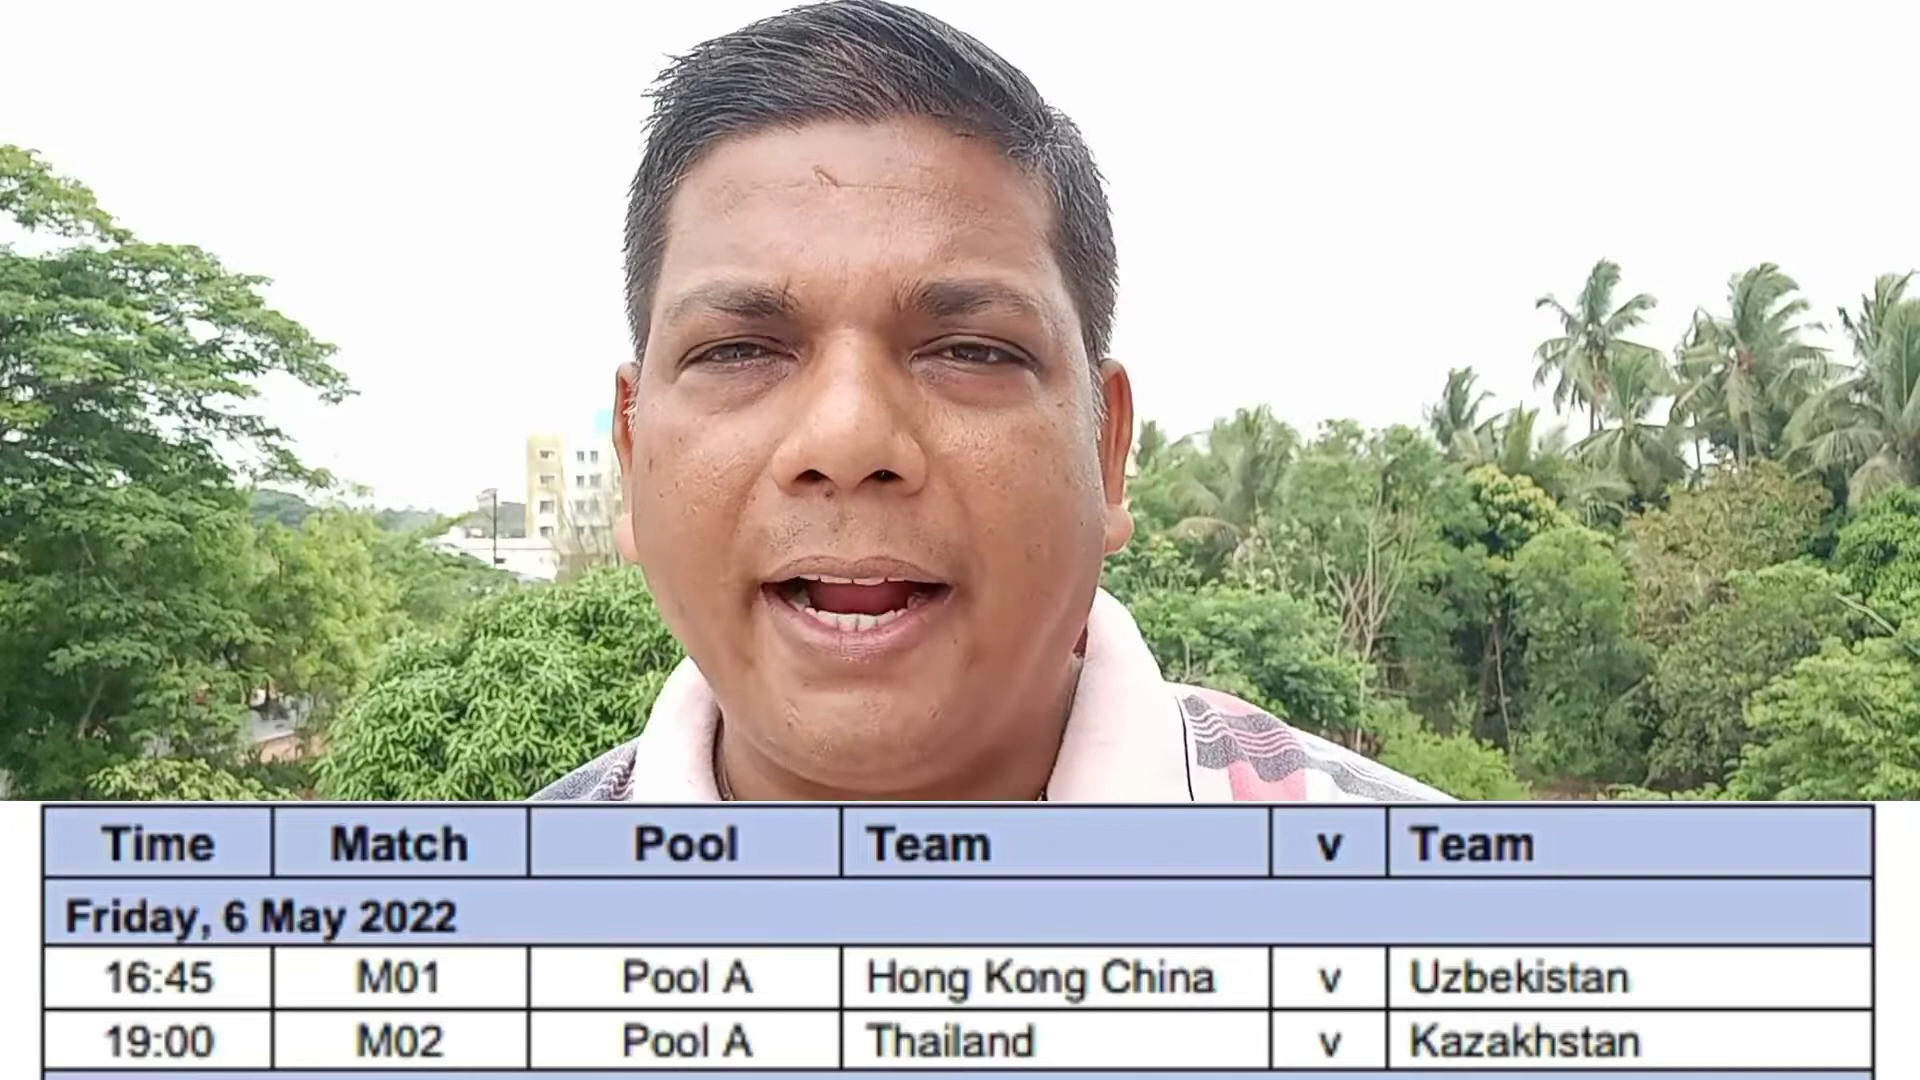 Time Match Pool Team v Team
Friday, 6 May 2022
16:45 M01 Pool A Hong Kong China v Uzbekistan
19:00 M02 Pool A Thailand v Kazakhstan